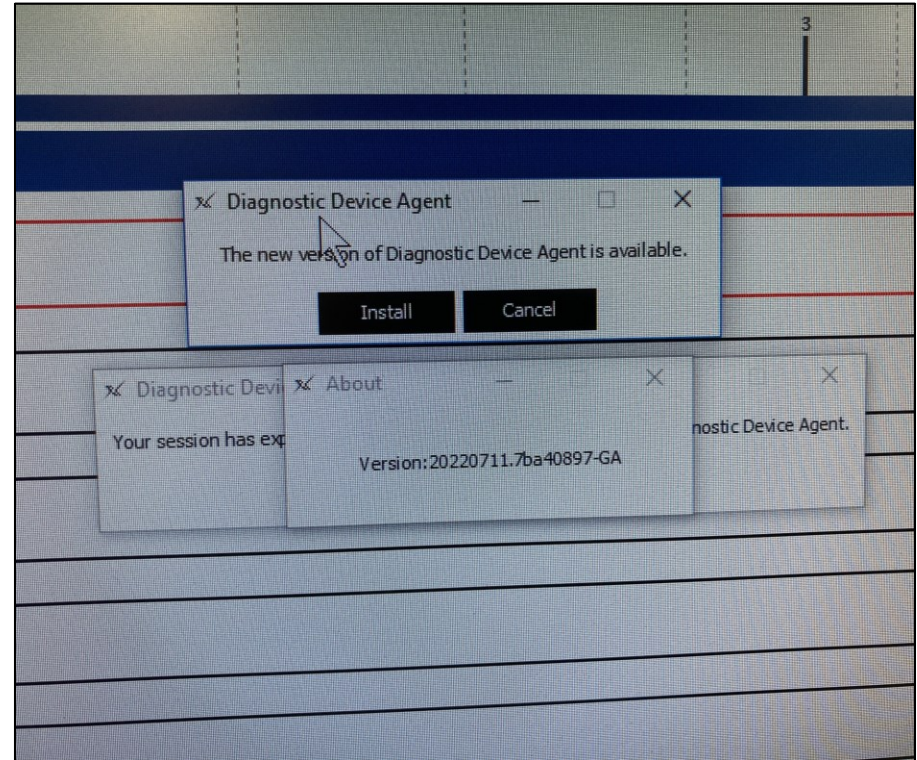 3
Diagnostic Device Agent
The new version of Diagnostic Device Agent is available.
Install Cancel
Diagnostic Devi
About
Your session has exp
nostic Device Agent.
Version:20220711.7ba40897-GA